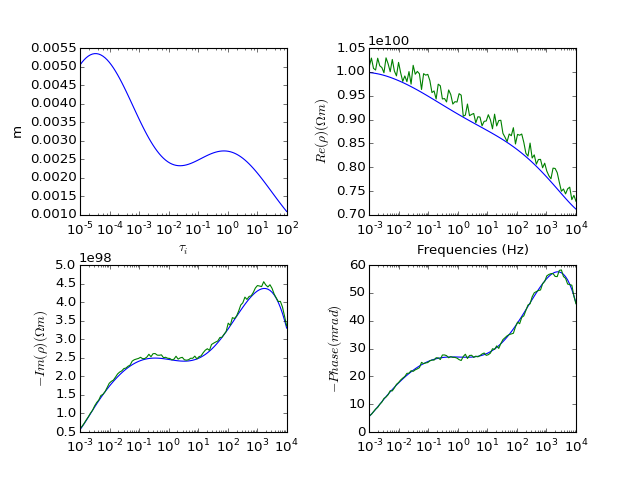 0.0055
0.0050
0.0045
0.0040
0.0035
0.0030
0.0025
0.0020
0.0015
0.0010
m
10^-5 10^-4 10^-3 10^-2 10^-1 10^0 10^1 10^2
τ_i
1e100
1.05
1.00
0.95
0.90
0.85
0.80
0.75
0.70
Re(ρ)(Ωm)
10^-3 10^-2 10^-1 10^0 10^1 10^2 10^3 10^4
Frequencies (Hz)
1e98
5.0
4.5
4.0
3.5
3.0
2.5
2.0
1.5
1.0
0.5
−Im(ρ)(Ωm)
10^-3 10^-2 10^-1 10^0 10^1 10^2 10^3 10^4
60
50
40
30
20
10
0
−Phase(mrad)
10^-3 10^-2 10^-1 10^0 10^1 10^2 10^3 10^4